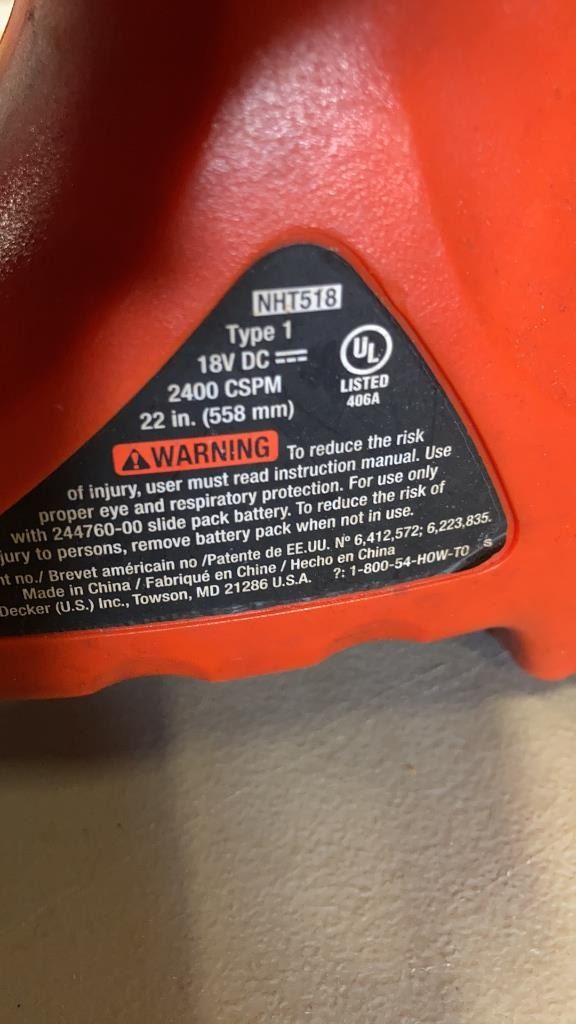 NHT518
Type 1
18V DC
2400 CSPM
22 in. (558 mm)
UL
LISTED
406A
WARNING To reduce the risk
of injury, user must read instruction manual. Use
proper eye and respiratory protection. For use only
with 244760-00 slide pack battery. To reduce the risk of
jury to persons, remove battery pack when not in use.
nt no./ Brevet américain no /Patente de EE.UU. Nº 6,412,572; 6,223,835.
Made in China / Fabriqué en Chine / Hecho en China
Decker (U.S.) Inc., Towson, MD 21286 U.S.A. ?: 1-800-54-HOW-TO S